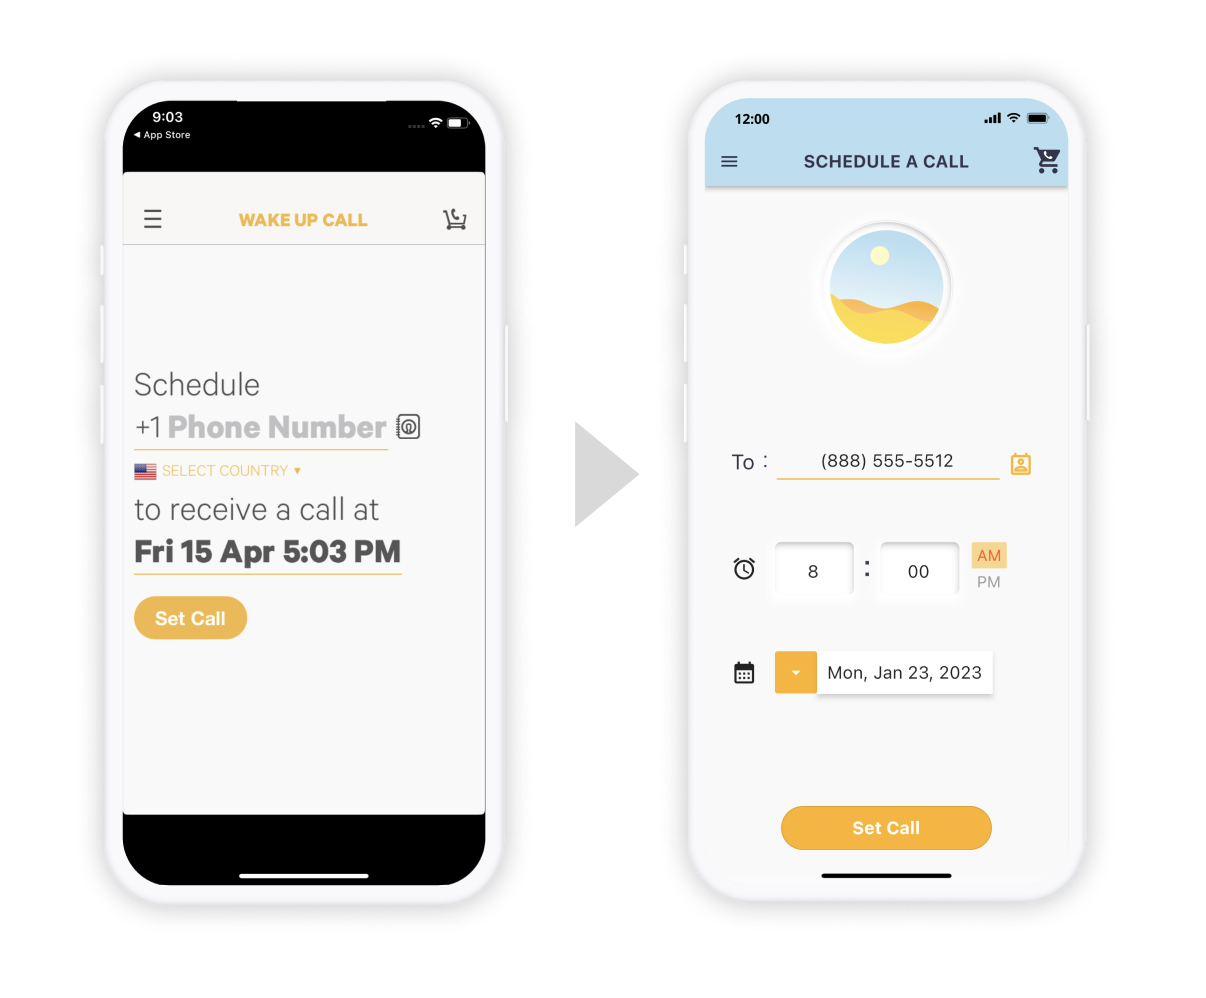 9:03
◀ App Store
WAKE UP CALL
Schedule
+1 Phone Number
SELECT COUNTRY ▼
to receive a call at
Fri 15 Apr 5:03 PM
Set Call
12:00
SCHEDULE A CALL
To : (888) 555-5512
8 : 00 AM
PM
Mon, Jan 23, 2023
Set Call